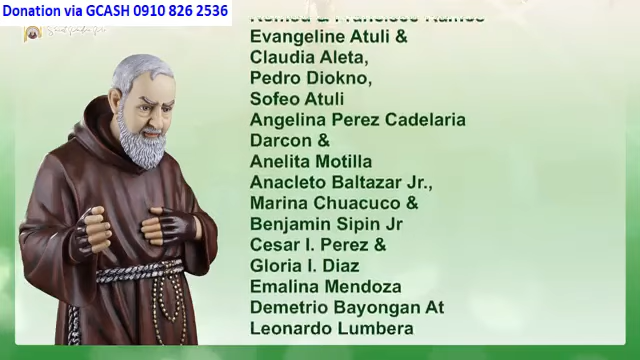 Donation via GCASH 0910 826 2536
Evangeline Atuli &
Claudia Aleta,
Pedro Diokno,
Sofeo Atuli
Angelina Perez Cadelaria
Darcon &
Anelita Motilla
Anacleto Baltazar Jr.,
Marina Chuacuco &
Benjamin Sipin Jr
Cesar I. Perez &
Gloria I. Diaz
Emalina Mendoza
Demetrio Bayongan At
Leonardo Lumbera